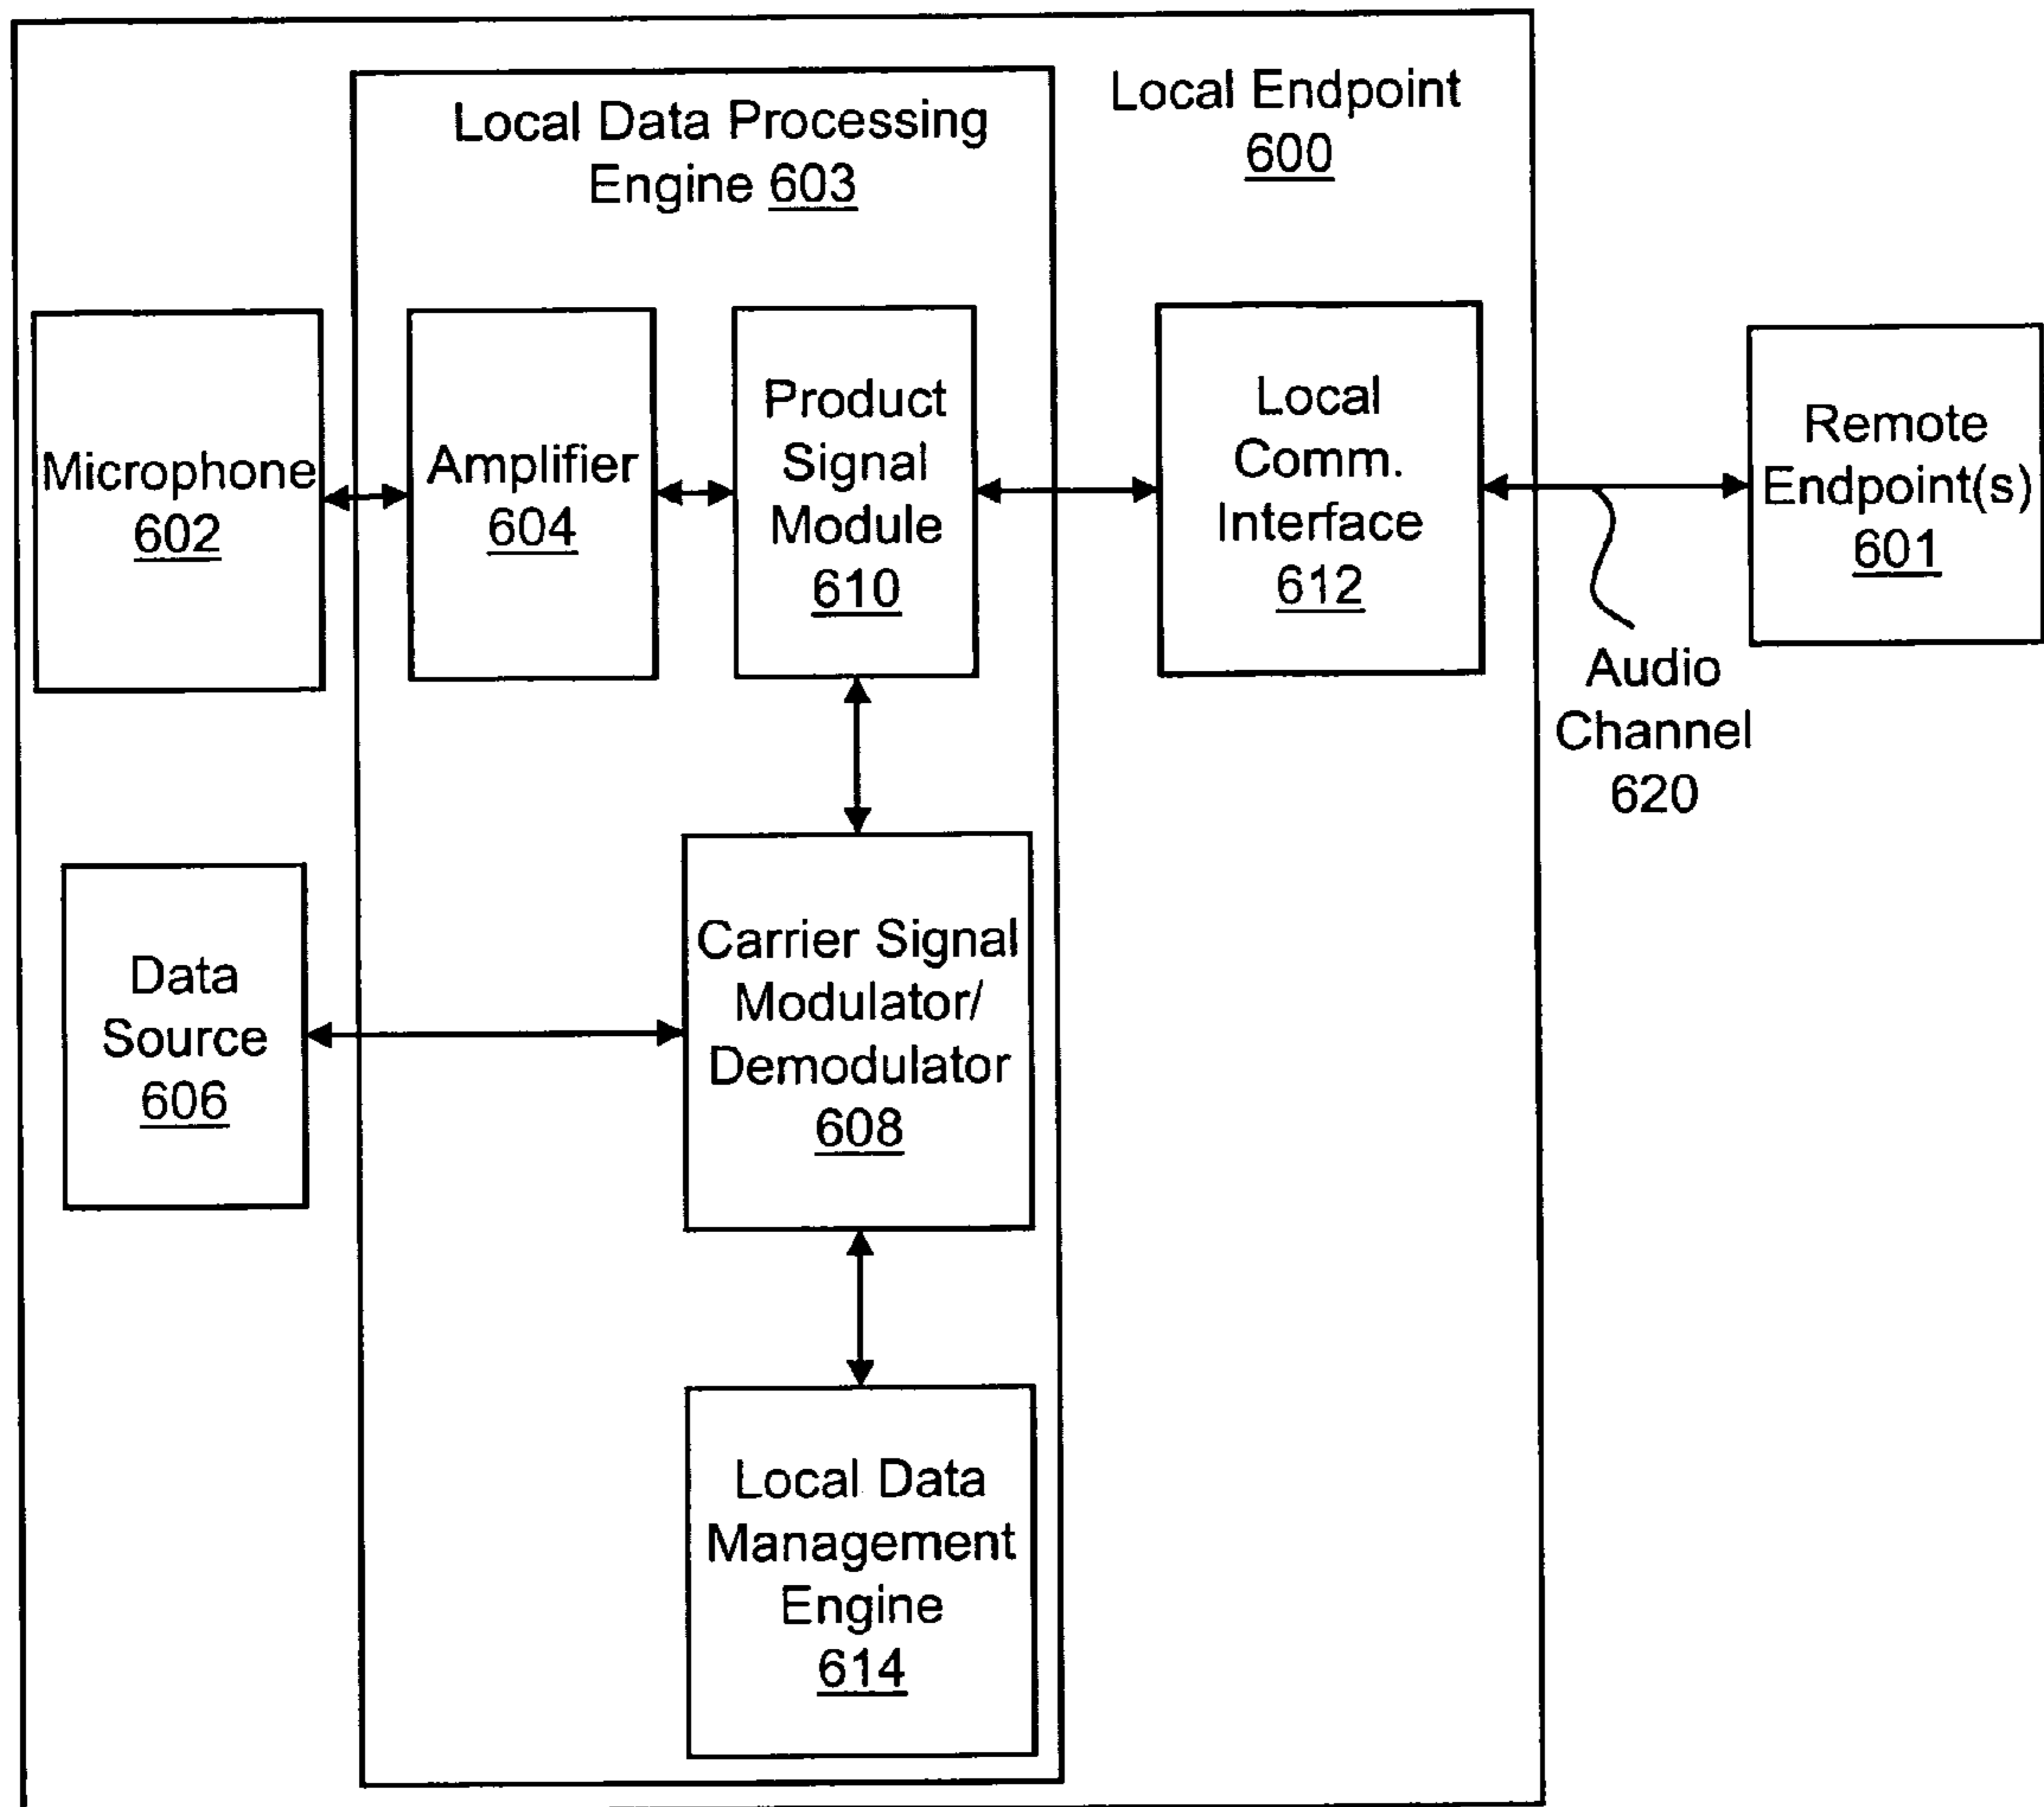 Local Data Processing
Engine 603
Local Endpoint
600
Microphone
602
Amplifier
604
Product
Signal
Module
610
Local
Comm.
Interface
612
Remote
Endpoint(s)
601
Audio
Channel
620
Data
Source
606
Carrier Signal
Modulator/
Demodulator
608
Local Data
Management
Engine
614